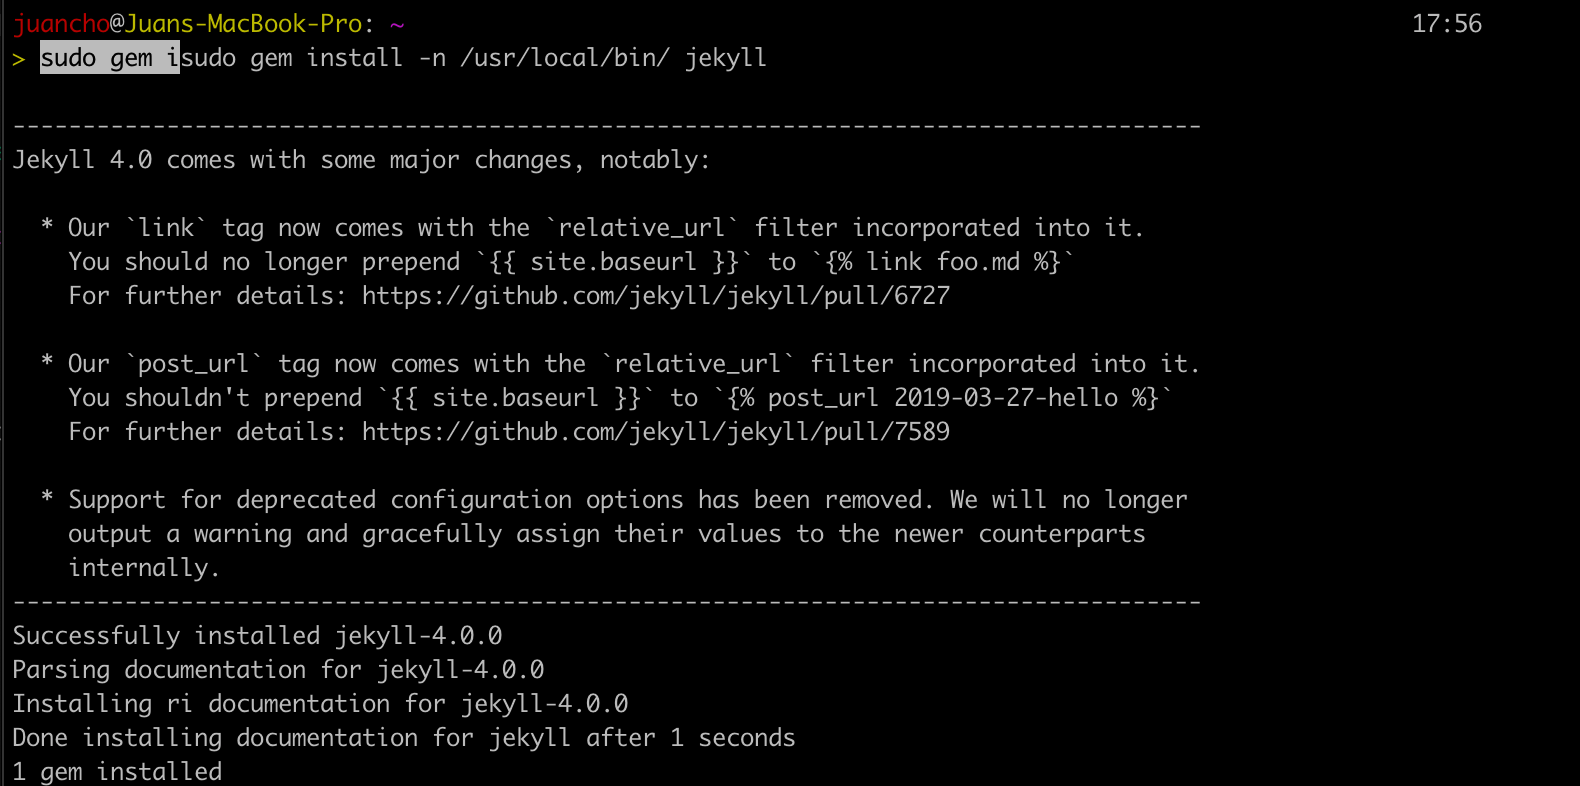 juancho@Juans-MacBook-Pro: ~ 17:56
> sudo gem isudo gem install -n /usr/local/bin/ jekyll
-------------------------------------------------------------------------------------
Jekyll 4.0 comes with some major changes, notably:
* Our `link` tag now comes with the `relative_url` filter incorporated into it.
You should no longer prepend `{{ site.baseurl }}` to `{% link foo.md %}`
For further details: https://github.com/jekyll/jekyll/pull/6727
* Our `post_url` tag now comes with the `relative_url` filter incorporated into it.
You shouldn't prepend `{{ site.baseurl }}` to `{% post_url 2019-03-27-hello %}`
For further details: https://github.com/jekyll/jekyll/pull/7589
* Support for deprecated configuration options has been removed. We will no longer
output a warning and gracefully assign their values to the newer counterparts
internally.
-------------------------------------------------------------------------------------
Successfully installed jekyll-4.0.0
Parsing documentation for jekyll-4.0.0
Installing ri documentation for jekyll-4.0.0
Done installing documentation for jekyll after 1 seconds
1 gem installed